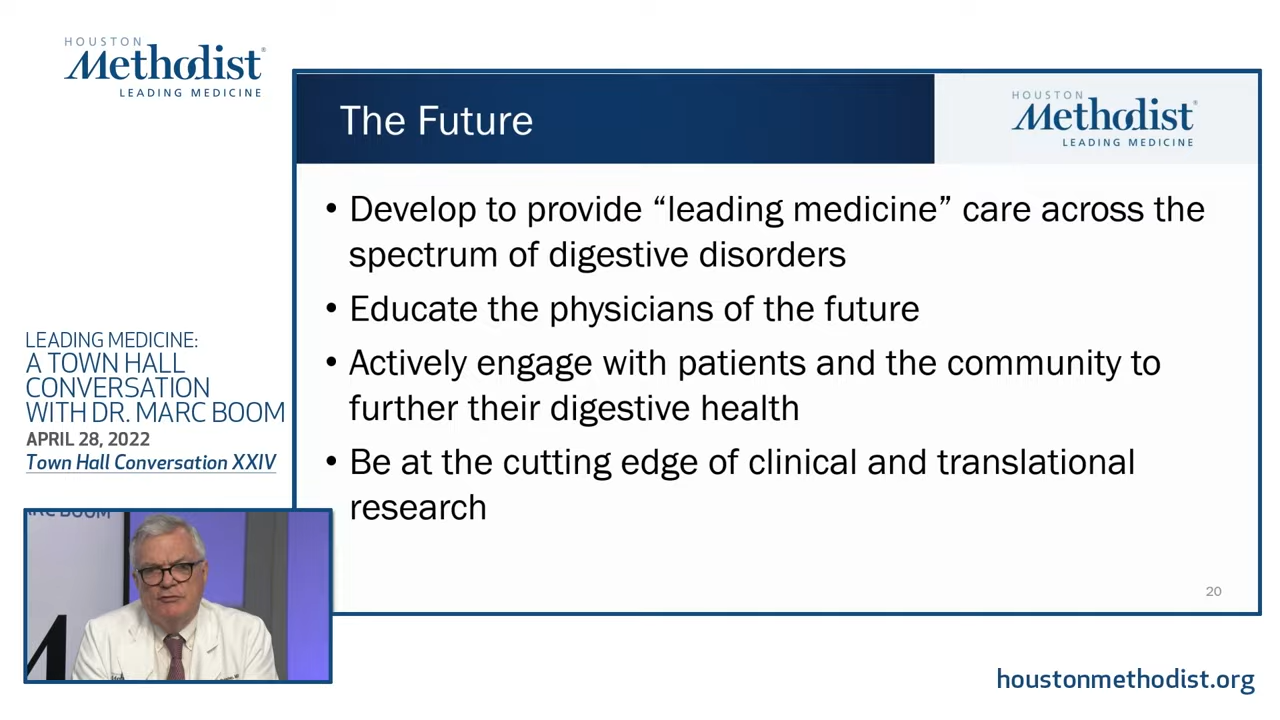 HOUSTON
Methodist®
LEADING MEDICINE
The Future
HOUSTON
Methodist®
LEADING MEDICINE
• Develop to provide “leading medicine” care across the
spectrum of digestive disorders
• Educate the physicians of the future
• Actively engage with patients and the community to
further their digestive health
• Be at the cutting edge of clinical and translational
research
20
LEADING MEDICINE:
A TOWN HALL
CONVERSATION
WITH DR. MARC BOOM
APRIL 28, 2022
Town Hall Conversation XXIV
BOOM
houstonmethodist.org